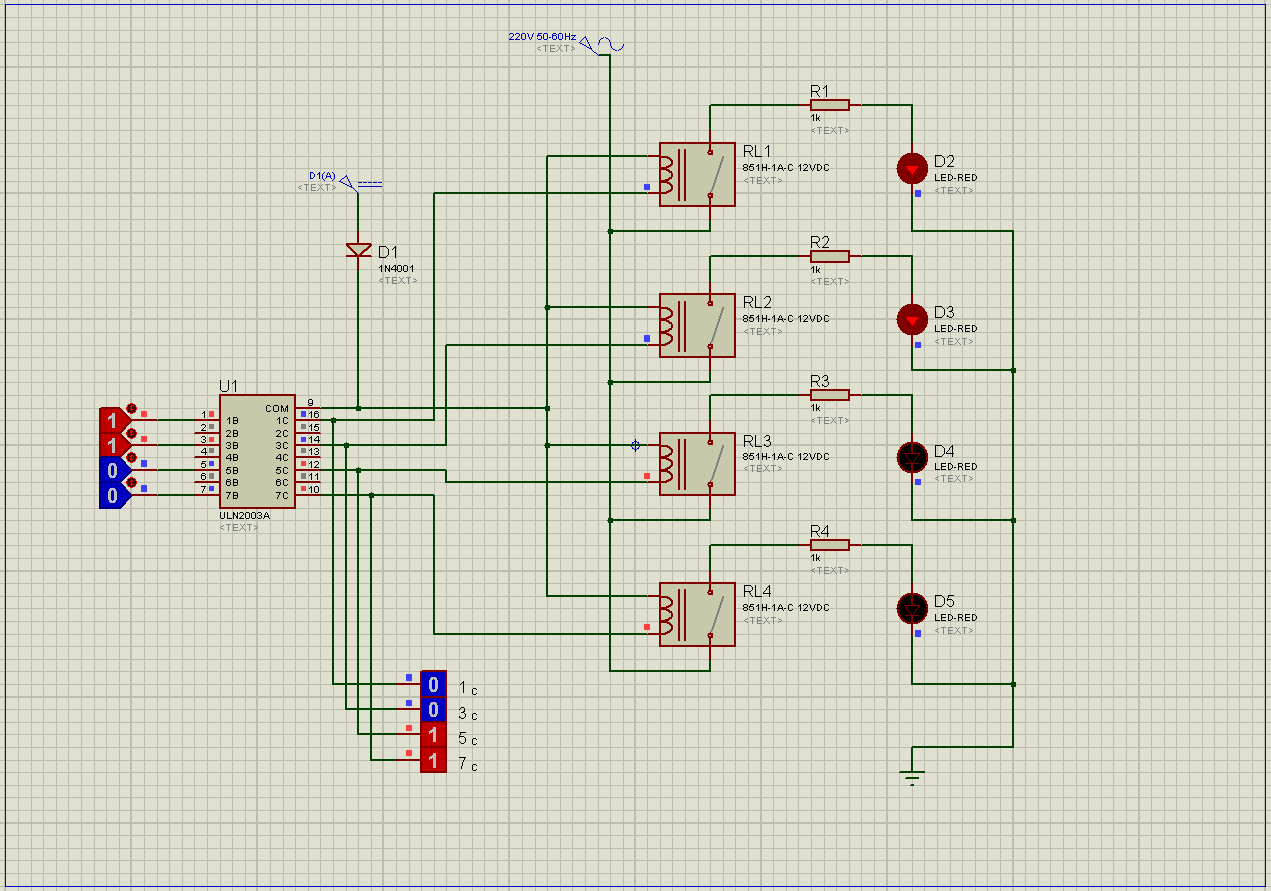 220V 50-60Hz
<TEXT>
R1
1k
<TEXT>
RL1
851H-1A-C 12VDC
<TEXT>
D2
LED-RED
<TEXT>
D1(A)
<TEXT>
D1
1N4001
<TEXT>
R2
1k
<TEXT>
RL2
851H-1A-C 12VDC
<TEXT>
D3
LED-RED
<TEXT>
R3
1k
<TEXT>
RL3
851H-1A-C 12VDC
<TEXT>
D4
LED-RED
<TEXT>
U1
COM 9
1 1B 1C 16
2 2B 2C 15
3 3B 3C 14
4 4B 4C 13
5 5B 5C 12
6 6B 6C 11
7 7B 7C 10
ULN2003A
<TEXT>
1
1
0
0
R4
1k
<TEXT>
RL4
851H-1A-C 12VDC
<TEXT>
D5
LED-RED
<TEXT>
0 1 c
0 3 c
1 5 c
1 7 c